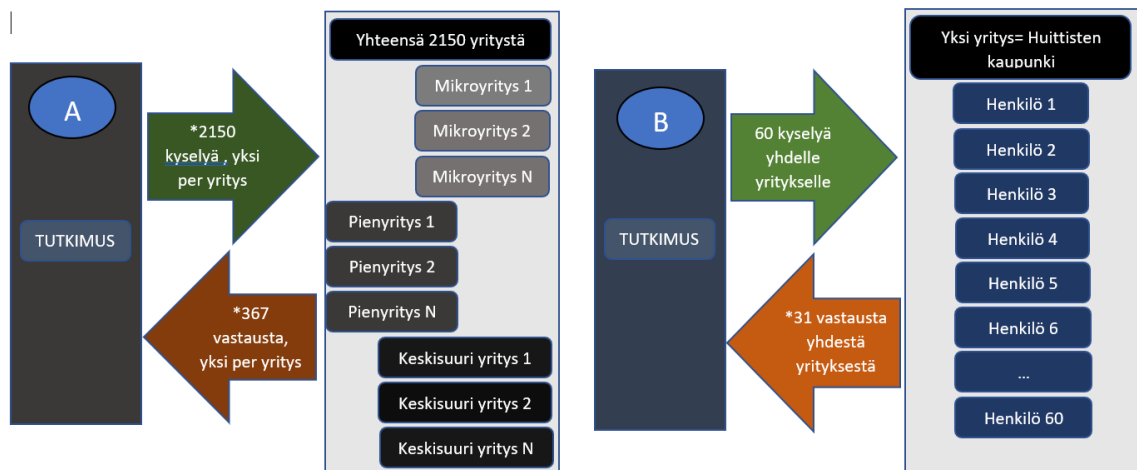 A
TUTKIMUS
*2150
kyselyä , yksi
per yritys
*367
vastausta,
yksi per yritys
Yhteensä 2150 yritystä
Mikroyritys 1
Mikroyritys 2
Mikroyritys N
Pienyritys 1
Pienyritys 2
Pienyritys N
Keskisuuri yritys 1
Keskisuuri yritys 2
Keskisuuri yritys N
B
TUTKIMUS
60 kyselyä
yhdelle
yritykselle
*31 vastausta
yhdestä
yrityksestä
Yksi yritys= Huittisten
kaupunki
Henkilö 1
Henkilö 2
Henkilö 3
Henkilö 4
Henkilö 5
Henkilö 6
...
Henkilö 60